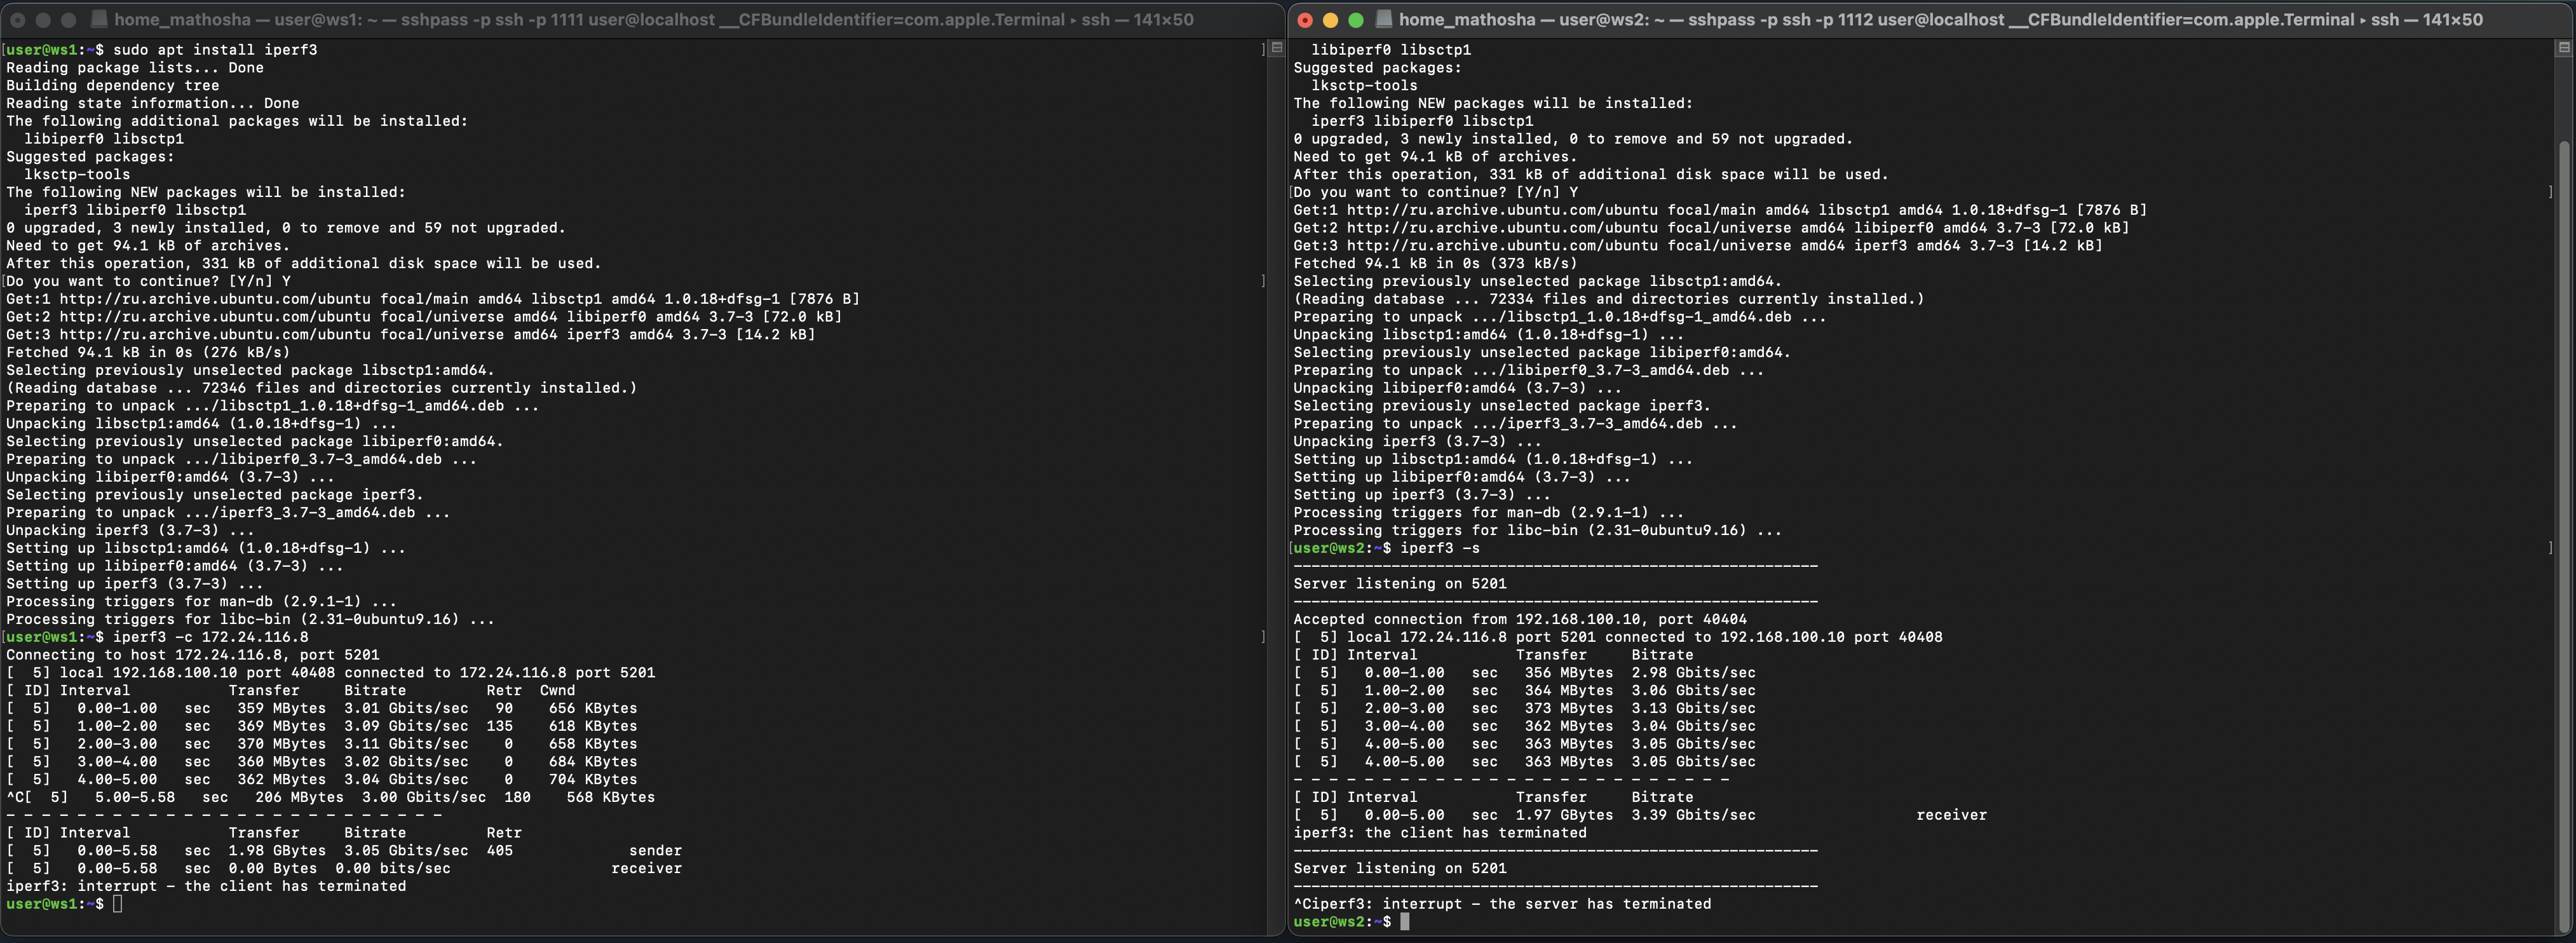 home_mathosha — user@ws1: ~ — sshpass -p ssh -p 1111 user@localhost __CFBundleIdentifier=com.apple.Terminal ▸ ssh — 141×50
[user@ws1:~$ sudo apt install iperf3 ]
Reading package lists... Done
Building dependency tree
Reading state information... Done
The following additional packages will be installed:
  libiperf0 libsctp1
Suggested packages:
  lksctp-tools
The following NEW packages will be installed:
  iperf3 libiperf0 libsctp1
0 upgraded, 3 newly installed, 0 to remove and 59 not upgraded.
Need to get 94.1 kB of archives.
After this operation, 331 kB of additional disk space will be used.
[Do you want to continue? [Y/n] Y ]
Get:1 http://ru.archive.ubuntu.com/ubuntu focal/main amd64 libsctp1 amd64 1.0.18+dfsg-1 [7876 B]
Get:2 http://ru.archive.ubuntu.com/ubuntu focal/universe amd64 libiperf0 amd64 3.7-3 [72.0 kB]
Get:3 http://ru.archive.ubuntu.com/ubuntu focal/universe amd64 iperf3 amd64 3.7-3 [14.2 kB]
Fetched 94.1 kB in 0s (276 kB/s)
Selecting previously unselected package libsctp1:amd64.
(Reading database ... 72346 files and directories currently installed.)
Preparing to unpack .../libsctp1_1.0.18+dfsg-1_amd64.deb ...
Unpacking libsctp1:amd64 (1.0.18+dfsg-1) ...
Selecting previously unselected package libiperf0:amd64.
Preparing to unpack .../libiperf0_3.7-3_amd64.deb ...
Unpacking libiperf0:amd64 (3.7-3) ...
Selecting previously unselected package iperf3.
Preparing to unpack .../iperf3_3.7-3_amd64.deb ...
Unpacking iperf3 (3.7-3) ...
Setting up libsctp1:amd64 (1.0.18+dfsg-1) ...
Setting up libiperf0:amd64 (3.7-3) ...
Setting up iperf3 (3.7-3) ...
Processing triggers for man-db (2.9.1-1) ...
Processing triggers for libc-bin (2.31-0ubuntu9.16) ...
[user@ws1:~$ iperf3 -c 172.24.116.8 ]
Connecting to host 172.24.116.8, port 5201
[  5] local 192.168.100.10 port 40408 connected to 172.24.116.8 port 5201
[ ID] Interval           Transfer     Bitrate         Retr  Cwnd
[  5]   0.00-1.00   sec   359 MBytes  3.01 Gbits/sec   90    656 KBytes
[  5]   1.00-2.00   sec   369 MBytes  3.09 Gbits/sec  135    618 KBytes
[  5]   2.00-3.00   sec   370 MBytes  3.11 Gbits/sec    0    658 KBytes
[  5]   3.00-4.00   sec   360 MBytes  3.02 Gbits/sec    0    684 KBytes
[  5]   4.00-5.00   sec   362 MBytes  3.04 Gbits/sec    0    704 KBytes
^C[  5]   5.00-5.58   sec   206 MBytes  3.00 Gbits/sec  180    568 KBytes
- - - - - - - - - - - - - - - - - - - - - - - - -
[ ID] Interval           Transfer     Bitrate         Retr
[  5]   0.00-5.58   sec  1.98 GBytes  3.05 Gbits/sec  405             sender
[  5]   0.00-5.58   sec  0.00 Bytes  0.00 bits/sec                  receiver
iperf3: interrupt - the client has terminated
user@ws1:~$
home_mathosha — user@ws2: ~ — sshpass -p ssh -p 1112 user@localhost __CFBundleIdentifier=com.apple.Terminal ▸ ssh — 141×50
  libiperf0 libsctp1
Suggested packages:
  lksctp-tools
The following NEW packages will be installed:
  iperf3 libiperf0 libsctp1
0 upgraded, 3 newly installed, 0 to remove and 59 not upgraded.
Need to get 94.1 kB of archives.
After this operation, 331 kB of additional disk space will be used.
[Do you want to continue? [Y/n] Y ]
Get:1 http://ru.archive.ubuntu.com/ubuntu focal/main amd64 libsctp1 amd64 1.0.18+dfsg-1 [7876 B]
Get:2 http://ru.archive.ubuntu.com/ubuntu focal/universe amd64 libiperf0 amd64 3.7-3 [72.0 kB]
Get:3 http://ru.archive.ubuntu.com/ubuntu focal/universe amd64 iperf3 amd64 3.7-3 [14.2 kB]
Fetched 94.1 kB in 0s (373 kB/s)
Selecting previously unselected package libsctp1:amd64.
(Reading database ... 72334 files and directories currently installed.)
Preparing to unpack .../libsctp1_1.0.18+dfsg-1_amd64.deb ...
Unpacking libsctp1:amd64 (1.0.18+dfsg-1) ...
Selecting previously unselected package libiperf0:amd64.
Preparing to unpack .../libiperf0_3.7-3_amd64.deb ...
Unpacking libiperf0:amd64 (3.7-3) ...
Selecting previously unselected package iperf3.
Preparing to unpack .../iperf3_3.7-3_amd64.deb ...
Unpacking iperf3 (3.7-3) ...
Setting up libsctp1:amd64 (1.0.18+dfsg-1) ...
Setting up libiperf0:amd64 (3.7-3) ...
Setting up iperf3 (3.7-3) ...
Processing triggers for man-db (2.9.1-1) ...
Processing triggers for libc-bin (2.31-0ubuntu9.16) ...
[user@ws2:~$ iperf3 -s ]
-----------------------------------------------------------
Server listening on 5201
-----------------------------------------------------------
Accepted connection from 192.168.100.10, port 40404
[  5] local 172.24.116.8 port 5201 connected to 192.168.100.10 port 40408
[ ID] Interval           Transfer     Bitrate
[  5]   0.00-1.00   sec   356 MBytes  2.98 Gbits/sec
[  5]   1.00-2.00   sec   364 MBytes  3.06 Gbits/sec
[  5]   2.00-3.00   sec   373 MBytes  3.13 Gbits/sec
[  5]   3.00-4.00   sec   362 MBytes  3.04 Gbits/sec
[  5]   4.00-5.00   sec   363 MBytes  3.05 Gbits/sec
[  5]   4.00-5.00   sec   363 MBytes  3.05 Gbits/sec
- - - - - - - - - - - - - - - - - - - - - - - - -
[ ID] Interval           Transfer     Bitrate
[  5]   0.00-5.00   sec  1.97 GBytes  3.39 Gbits/sec                  receiver
iperf3: the client has terminated
-----------------------------------------------------------
Server listening on 5201
-----------------------------------------------------------
^Ciperf3: interrupt - the server has terminated
user@ws2:~$